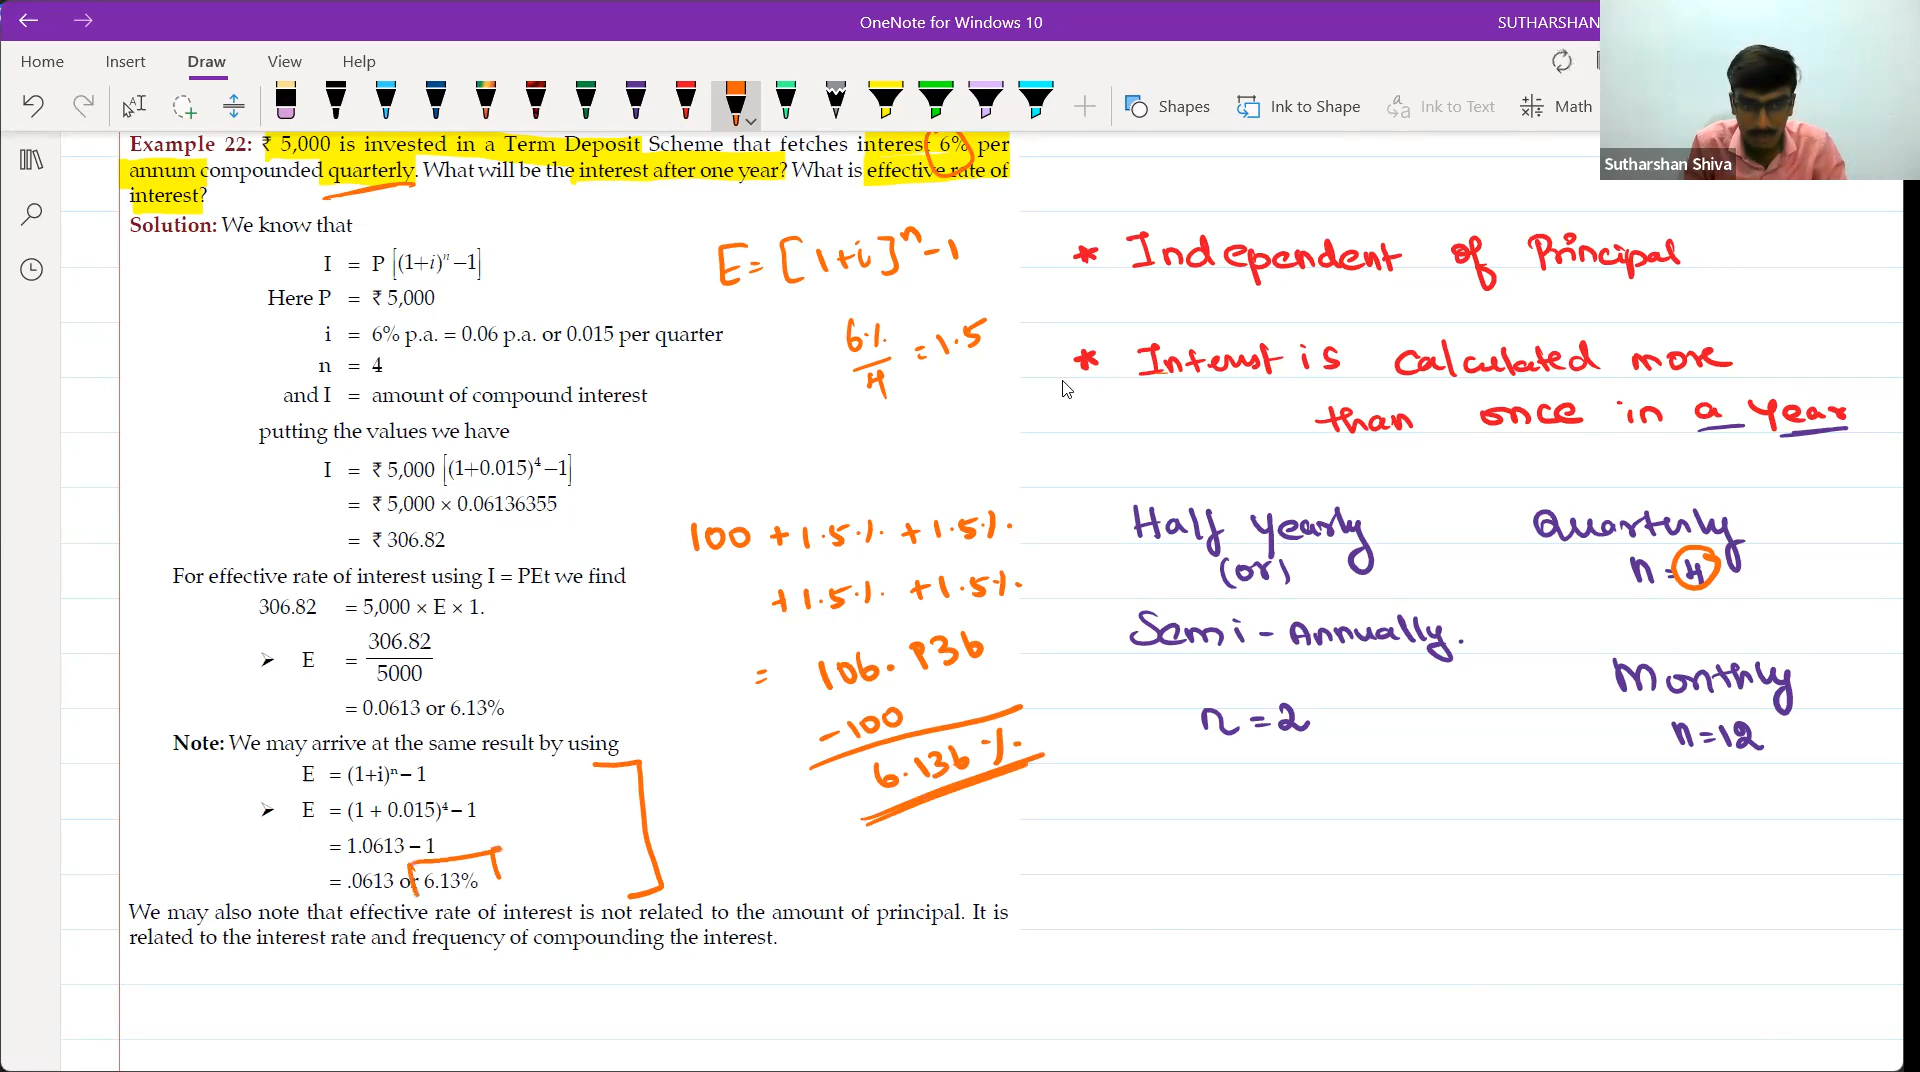 OneNote for Windows 10
SUTHARSHAN
Home Insert Draw View Help
Shapes Ink to Shape Ink to Text Math
Sutharshan Shiva
Example 22: ₹ 5,000 is invested in a Term Deposit Scheme that fetches interest 6% per
annum compounded quarterly. What will be the interest after one year? What is effective rate of
interest?
Solution: We know that
I = P [(1+i)ⁿ −1]
Here P = ₹ 5,000
i = 6% p.a. = 0.06 p.a. or 0.015 per quarter
n = 4
and I = amount of compound interest
putting the values we have
I = ₹ 5,000 [(1+0.015)⁴ −1]
= ₹ 5,000 × 0.06136355
= ₹ 306.82
For effective rate of interest using I = PEt we find
306.82 = 5,000 × E × 1.
➢ E = 306.82
5000
= 0.0613 or 6.13%
Note: We may arrive at the same result by using
E = (1+i)ⁿ – 1
➢ E = (1 + 0.015)⁴ – 1
= 1.0613 – 1
= .0613 or 6.13%
We may also note that effective rate of interest is not related to the amount of principal. It is
related to the interest rate and frequency of compounding the interest.
E = [1+i]ⁿ - 1
6%
4 = 1.5
100 + 1.5% + 1.5%
+ 1.5% + 1.5%
= 106.136
- 100
6.136 %
* Independent of Principal
* Interest is calculated more
than once in a year
Half yearly
(or)
Semi - Annually.
n = 2
Quarterly
n = 4
Monthly
n = 12